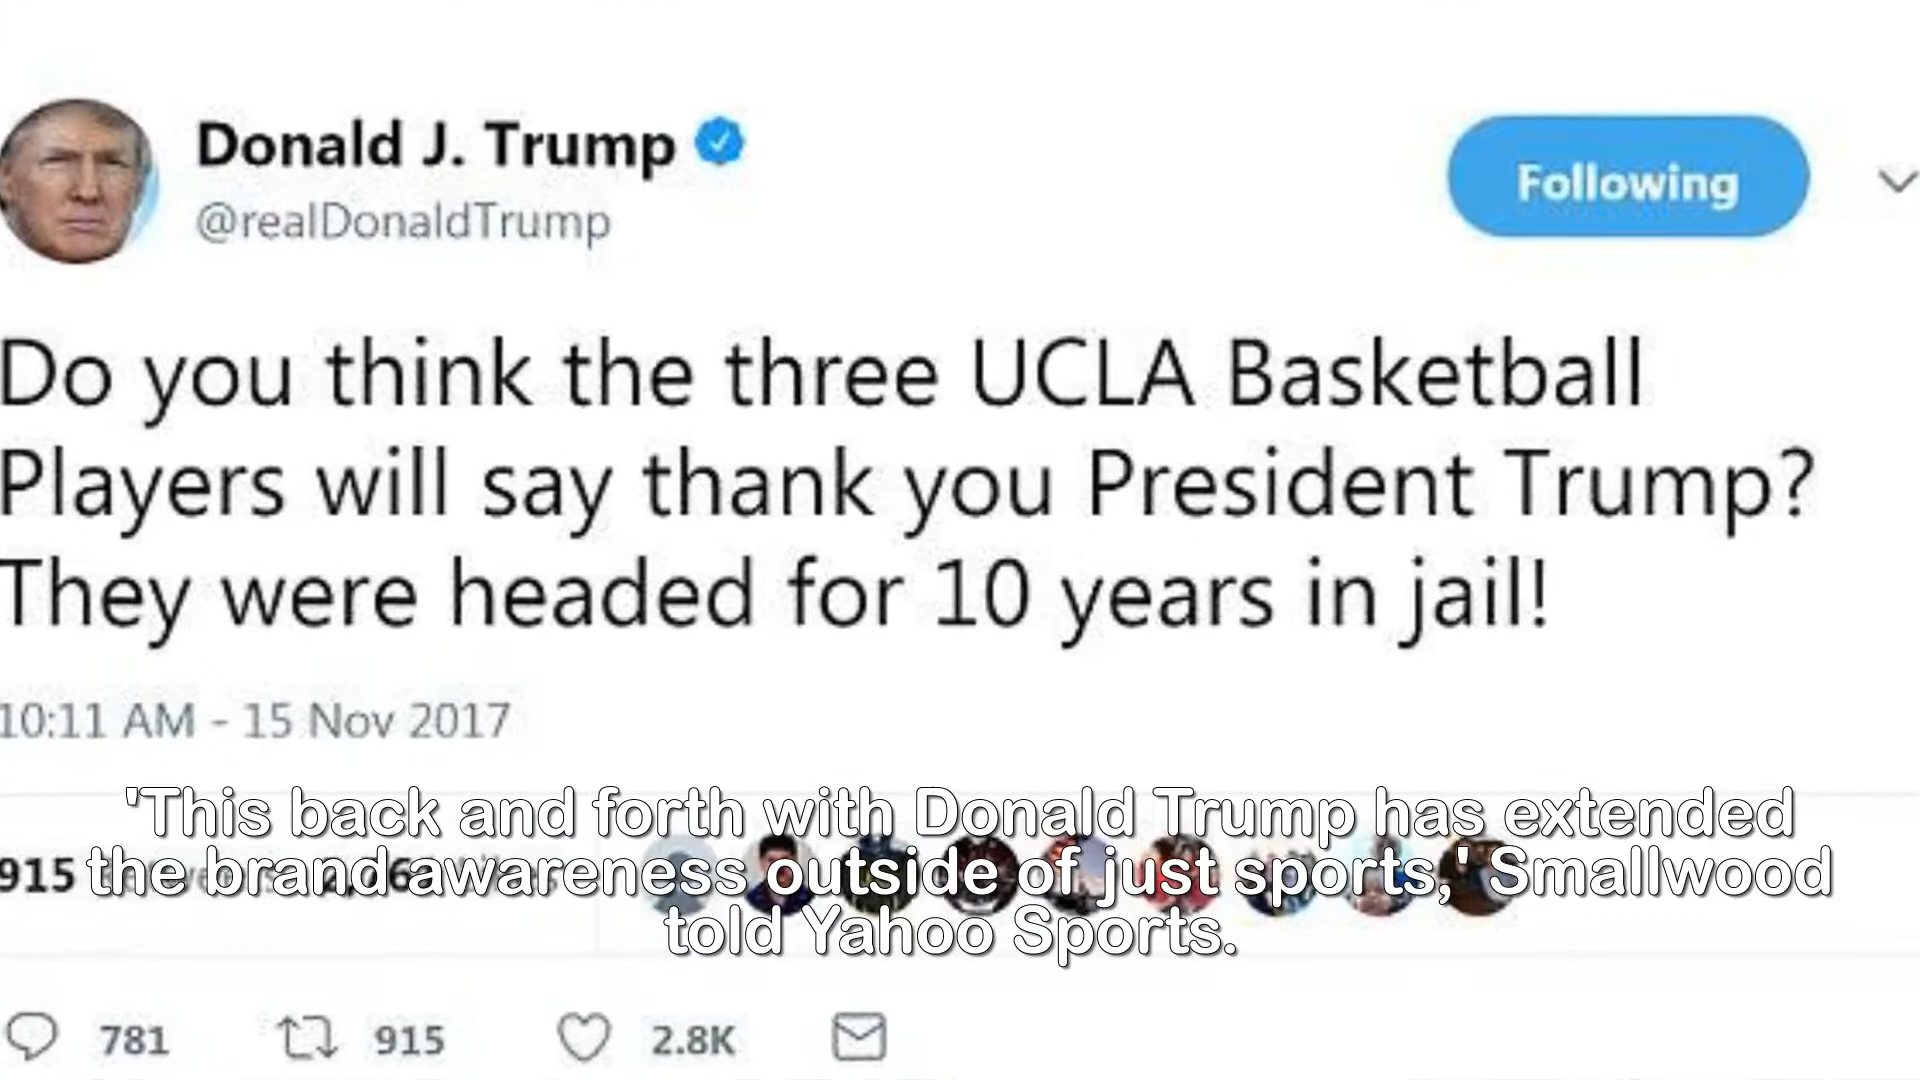 Donald J. Trump
@realDonaldTrump
Following
Do you think the three UCLA Basketball
Players will say thank you President Trump?
They were headed for 10 years in jail!
10:11 AM - 15 Nov 2017
'This back and forth with Donald Trump has extended
915
the brand awareness outside of just sports,' Smallwood
told Yahoo Sports.
781 915 2.8K